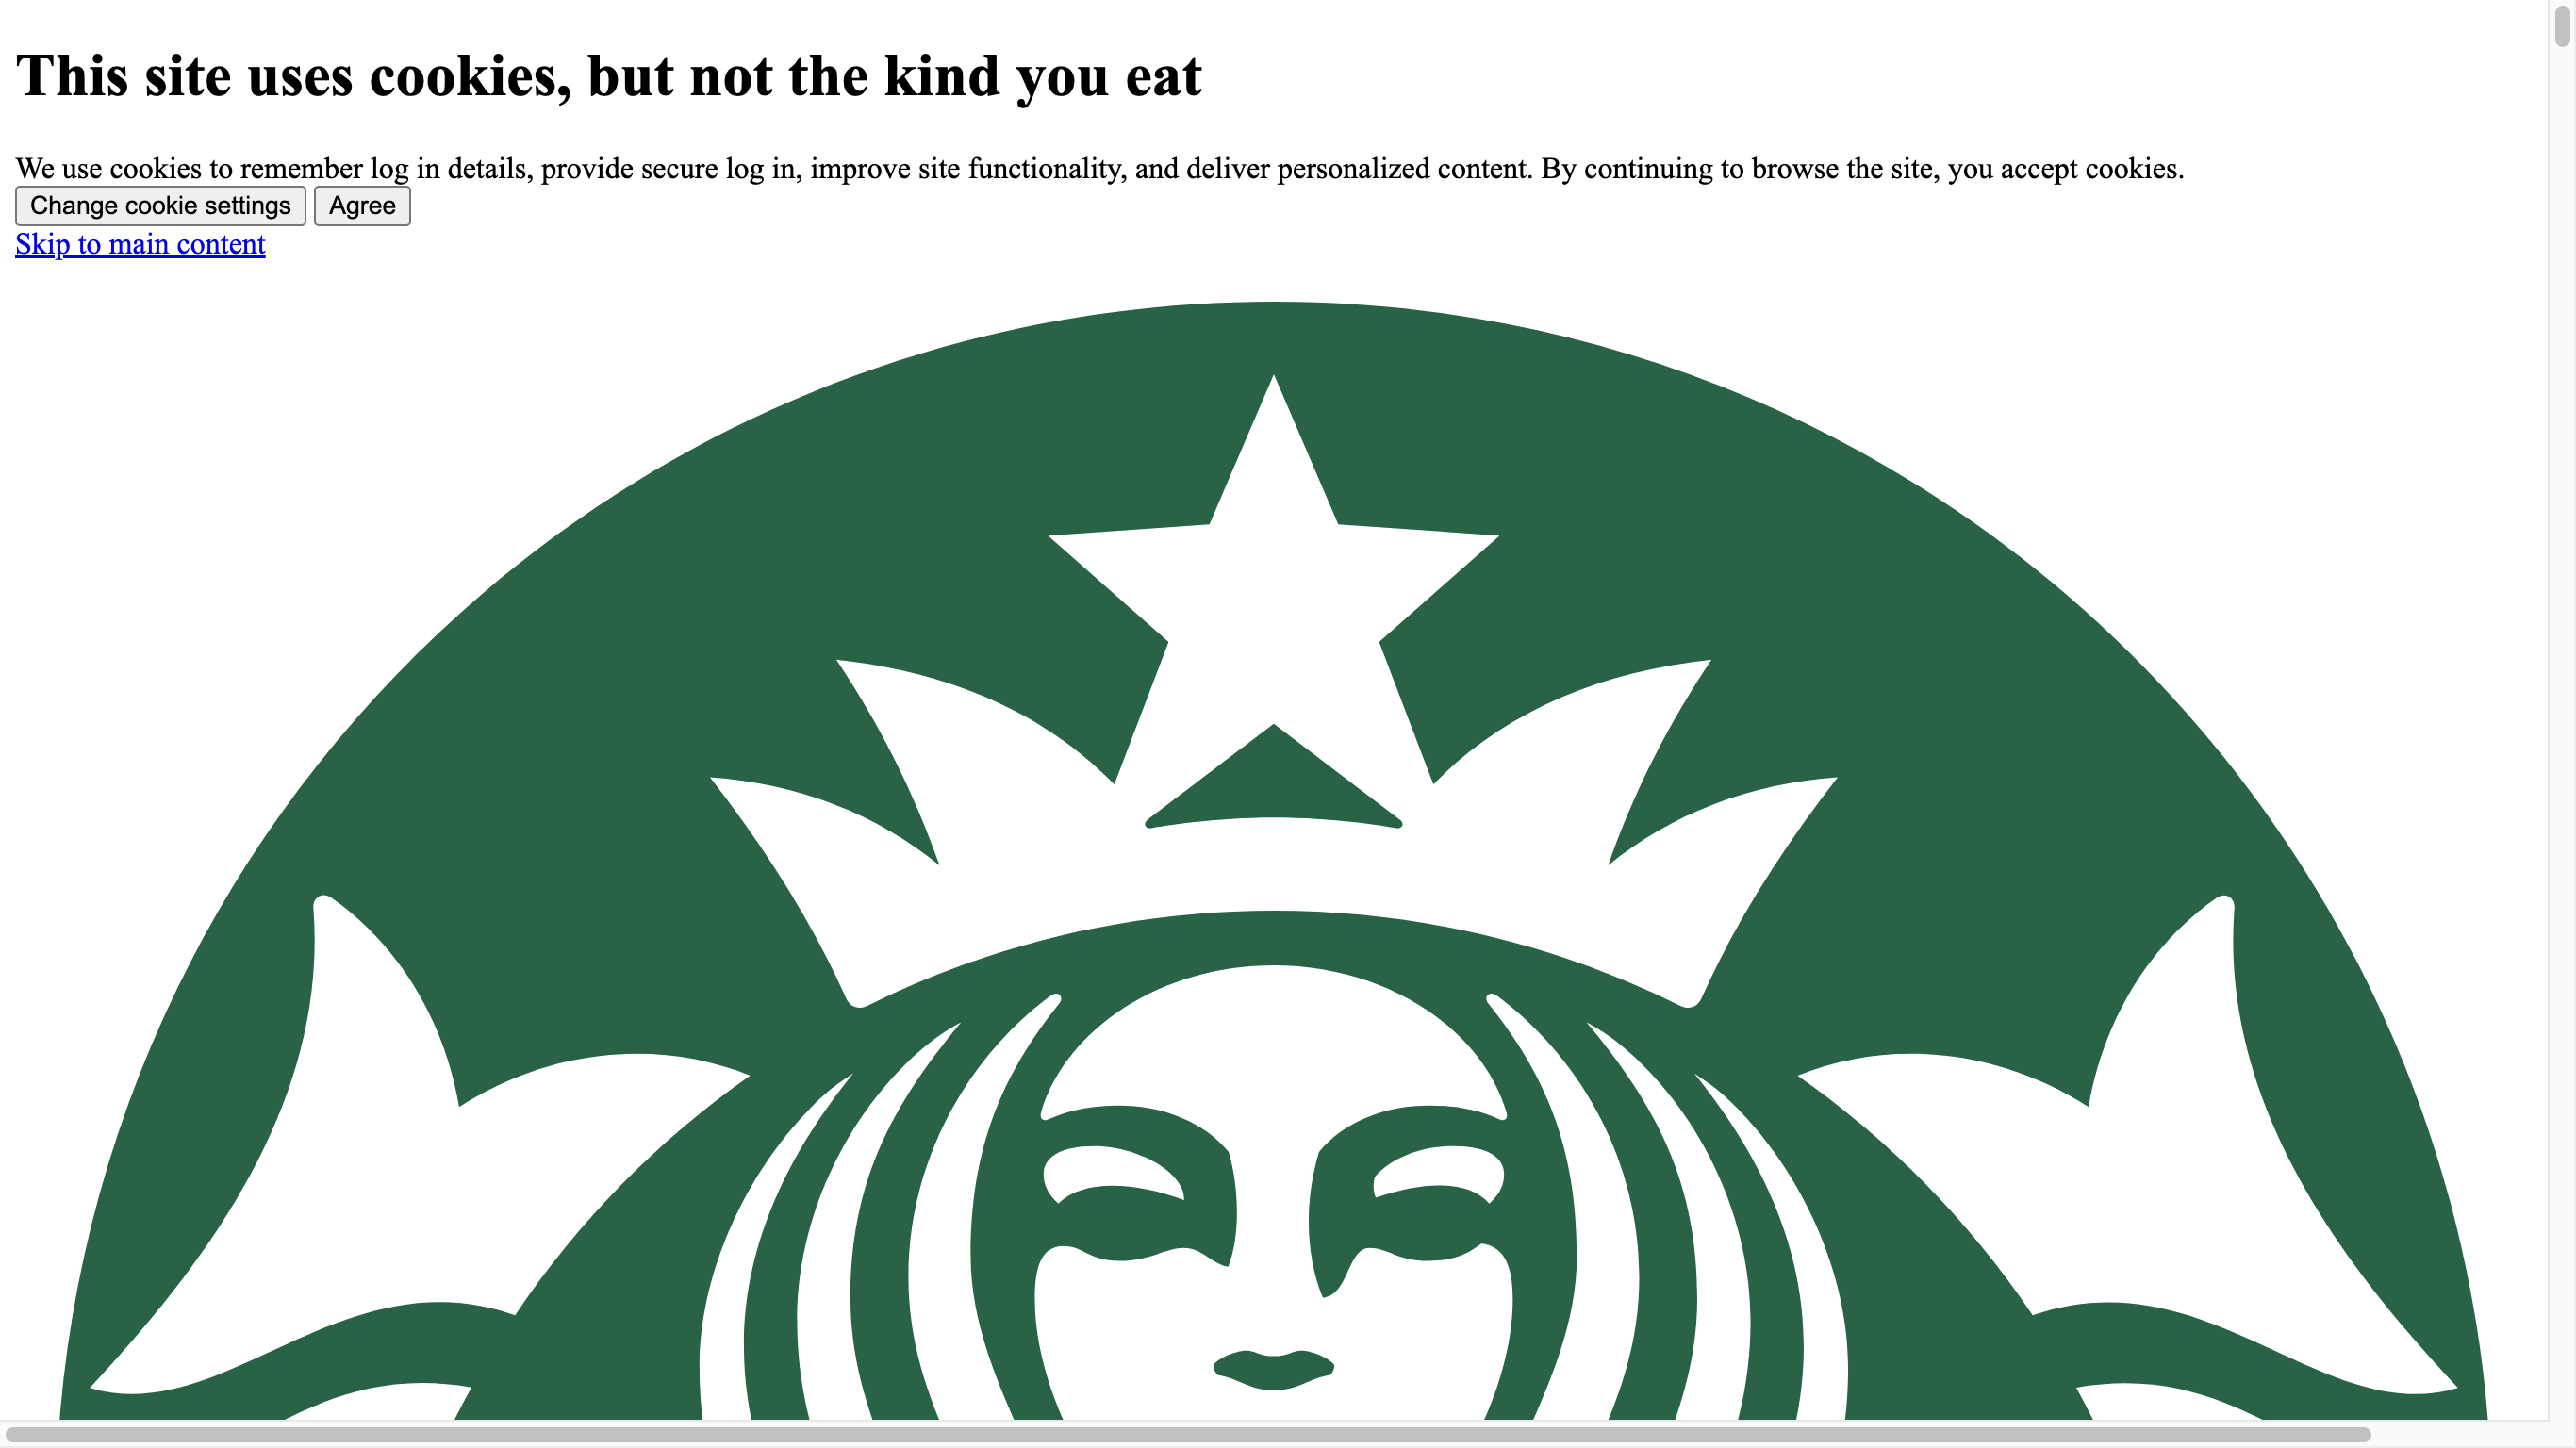 This site uses cookies, but not the kind you eat
We use cookies to remember log in details, provide secure log in, improve site functionality, and deliver personalized content. By continuing to browse the site, you accept cookies.
Change cookie settings Agree
Skip to main content